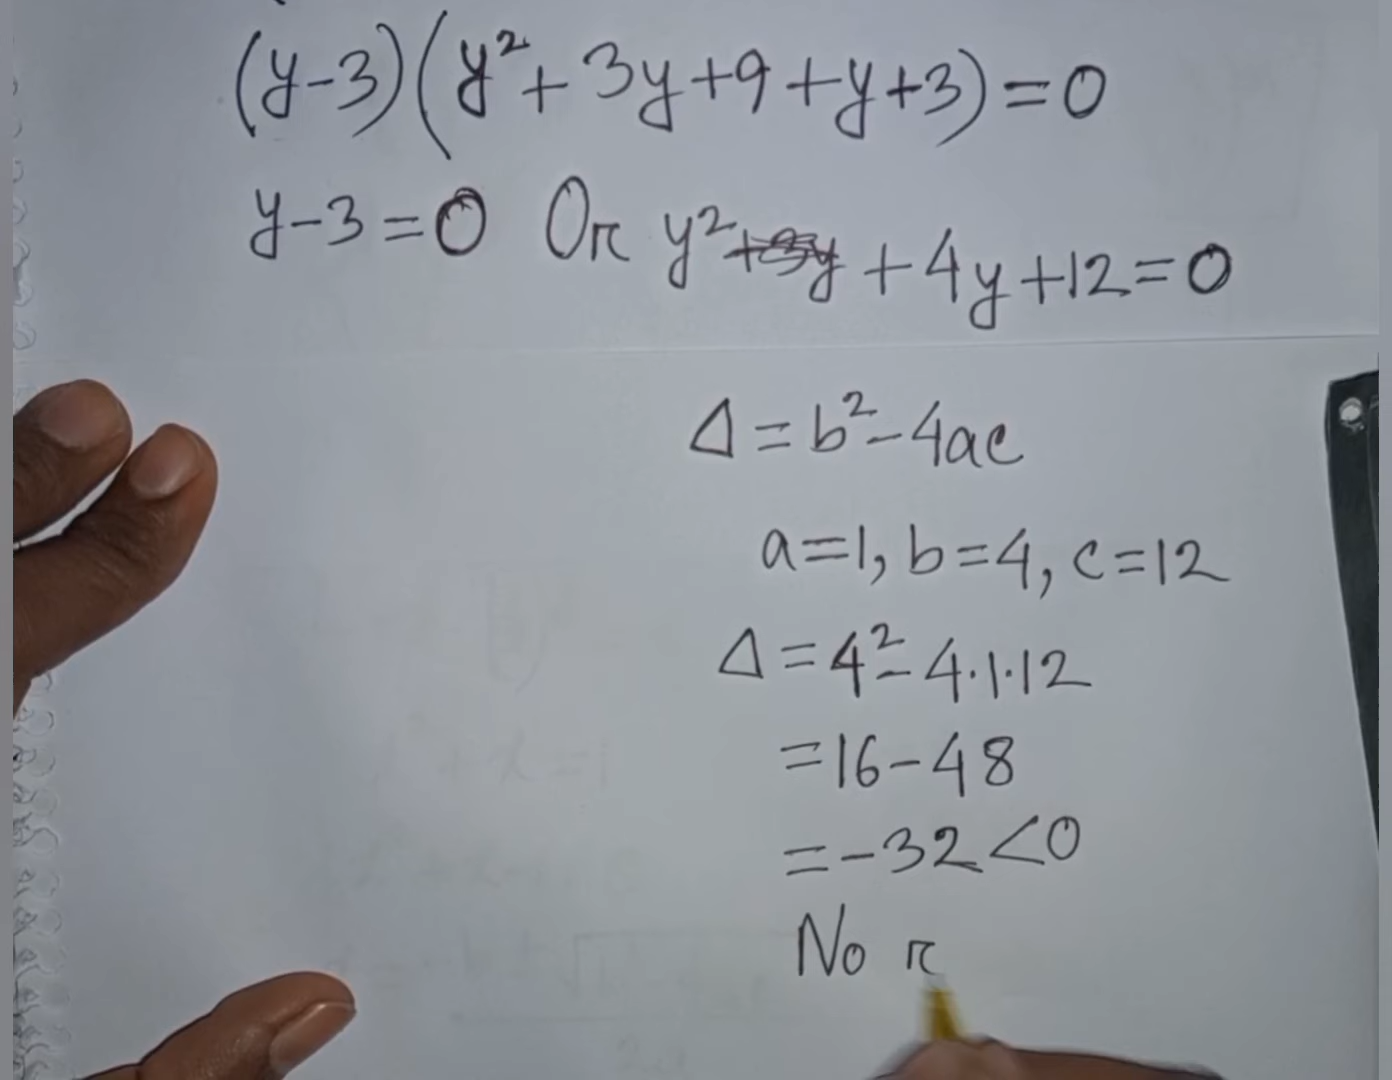 (y-3)(y²+3y+9+y+3)=0
y-3=0 Or y²+3y+4y+12=0
Δ=b²-4ac
a=1, b=4, c=12
Δ=4²-4·1·12
=16-48
=-32<0
No r